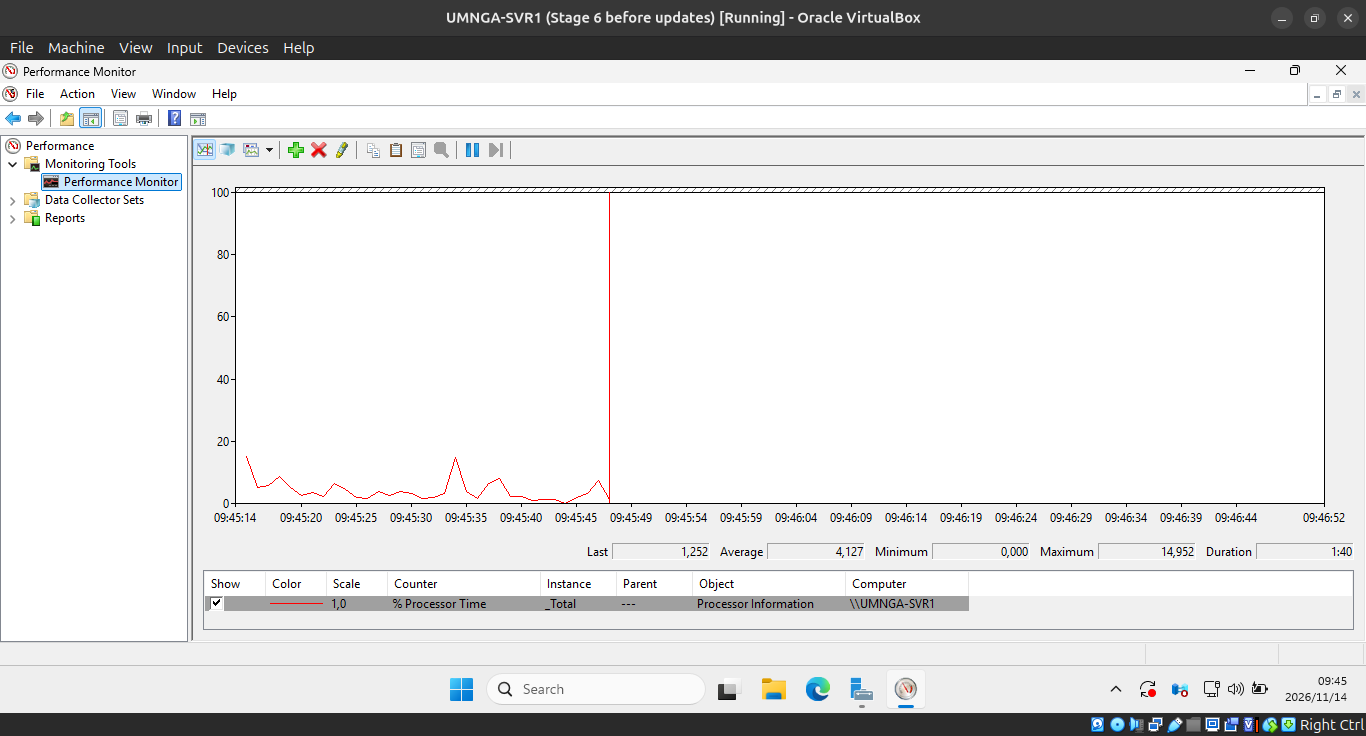 UMNGA-SVR1 (Stage 6 before updates) [Running] - Oracle VirtualBox
File Machine View Input Devices Help
Performance Monitor
File Action View Window Help
Performance
Monitoring Tools
Performance Monitor
Data Collector Sets
Reports
100
80
60
40
20
0
09:45:14 09:45:20 09:45:25 09:45:30 09:45:35 09:45:40 09:45:45 09:45:49 09:45:54 09:45:59 09:46:04 09:46:09 09:46:14 09:46:19 09:46:24 09:46:29 09:46:34 09:46:39 09:46:44 09:46:52
Last 1,252 Average 4,127 Minimum 0,000 Maximum 14,952 Duration 1:40
Show Color Scale Counter Instance Parent Object Computer
1,0 % Processor Time _Total --- Processor Information \\UMNGA-SVR1
Search
09:45
2026/11/14
Right Ctrl